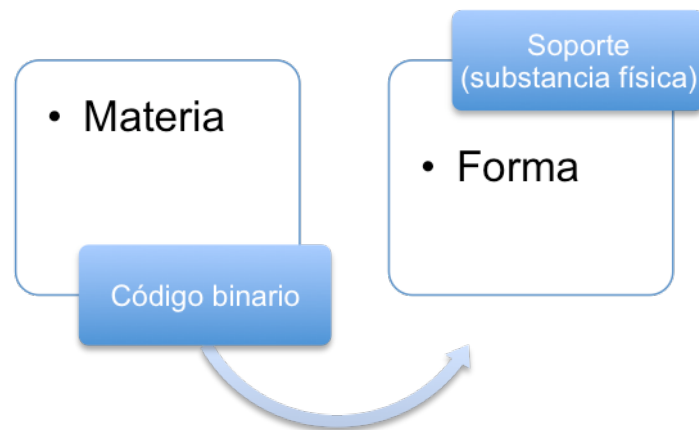 • Materia
Código binario
Soporte
(substancia física)
• Forma